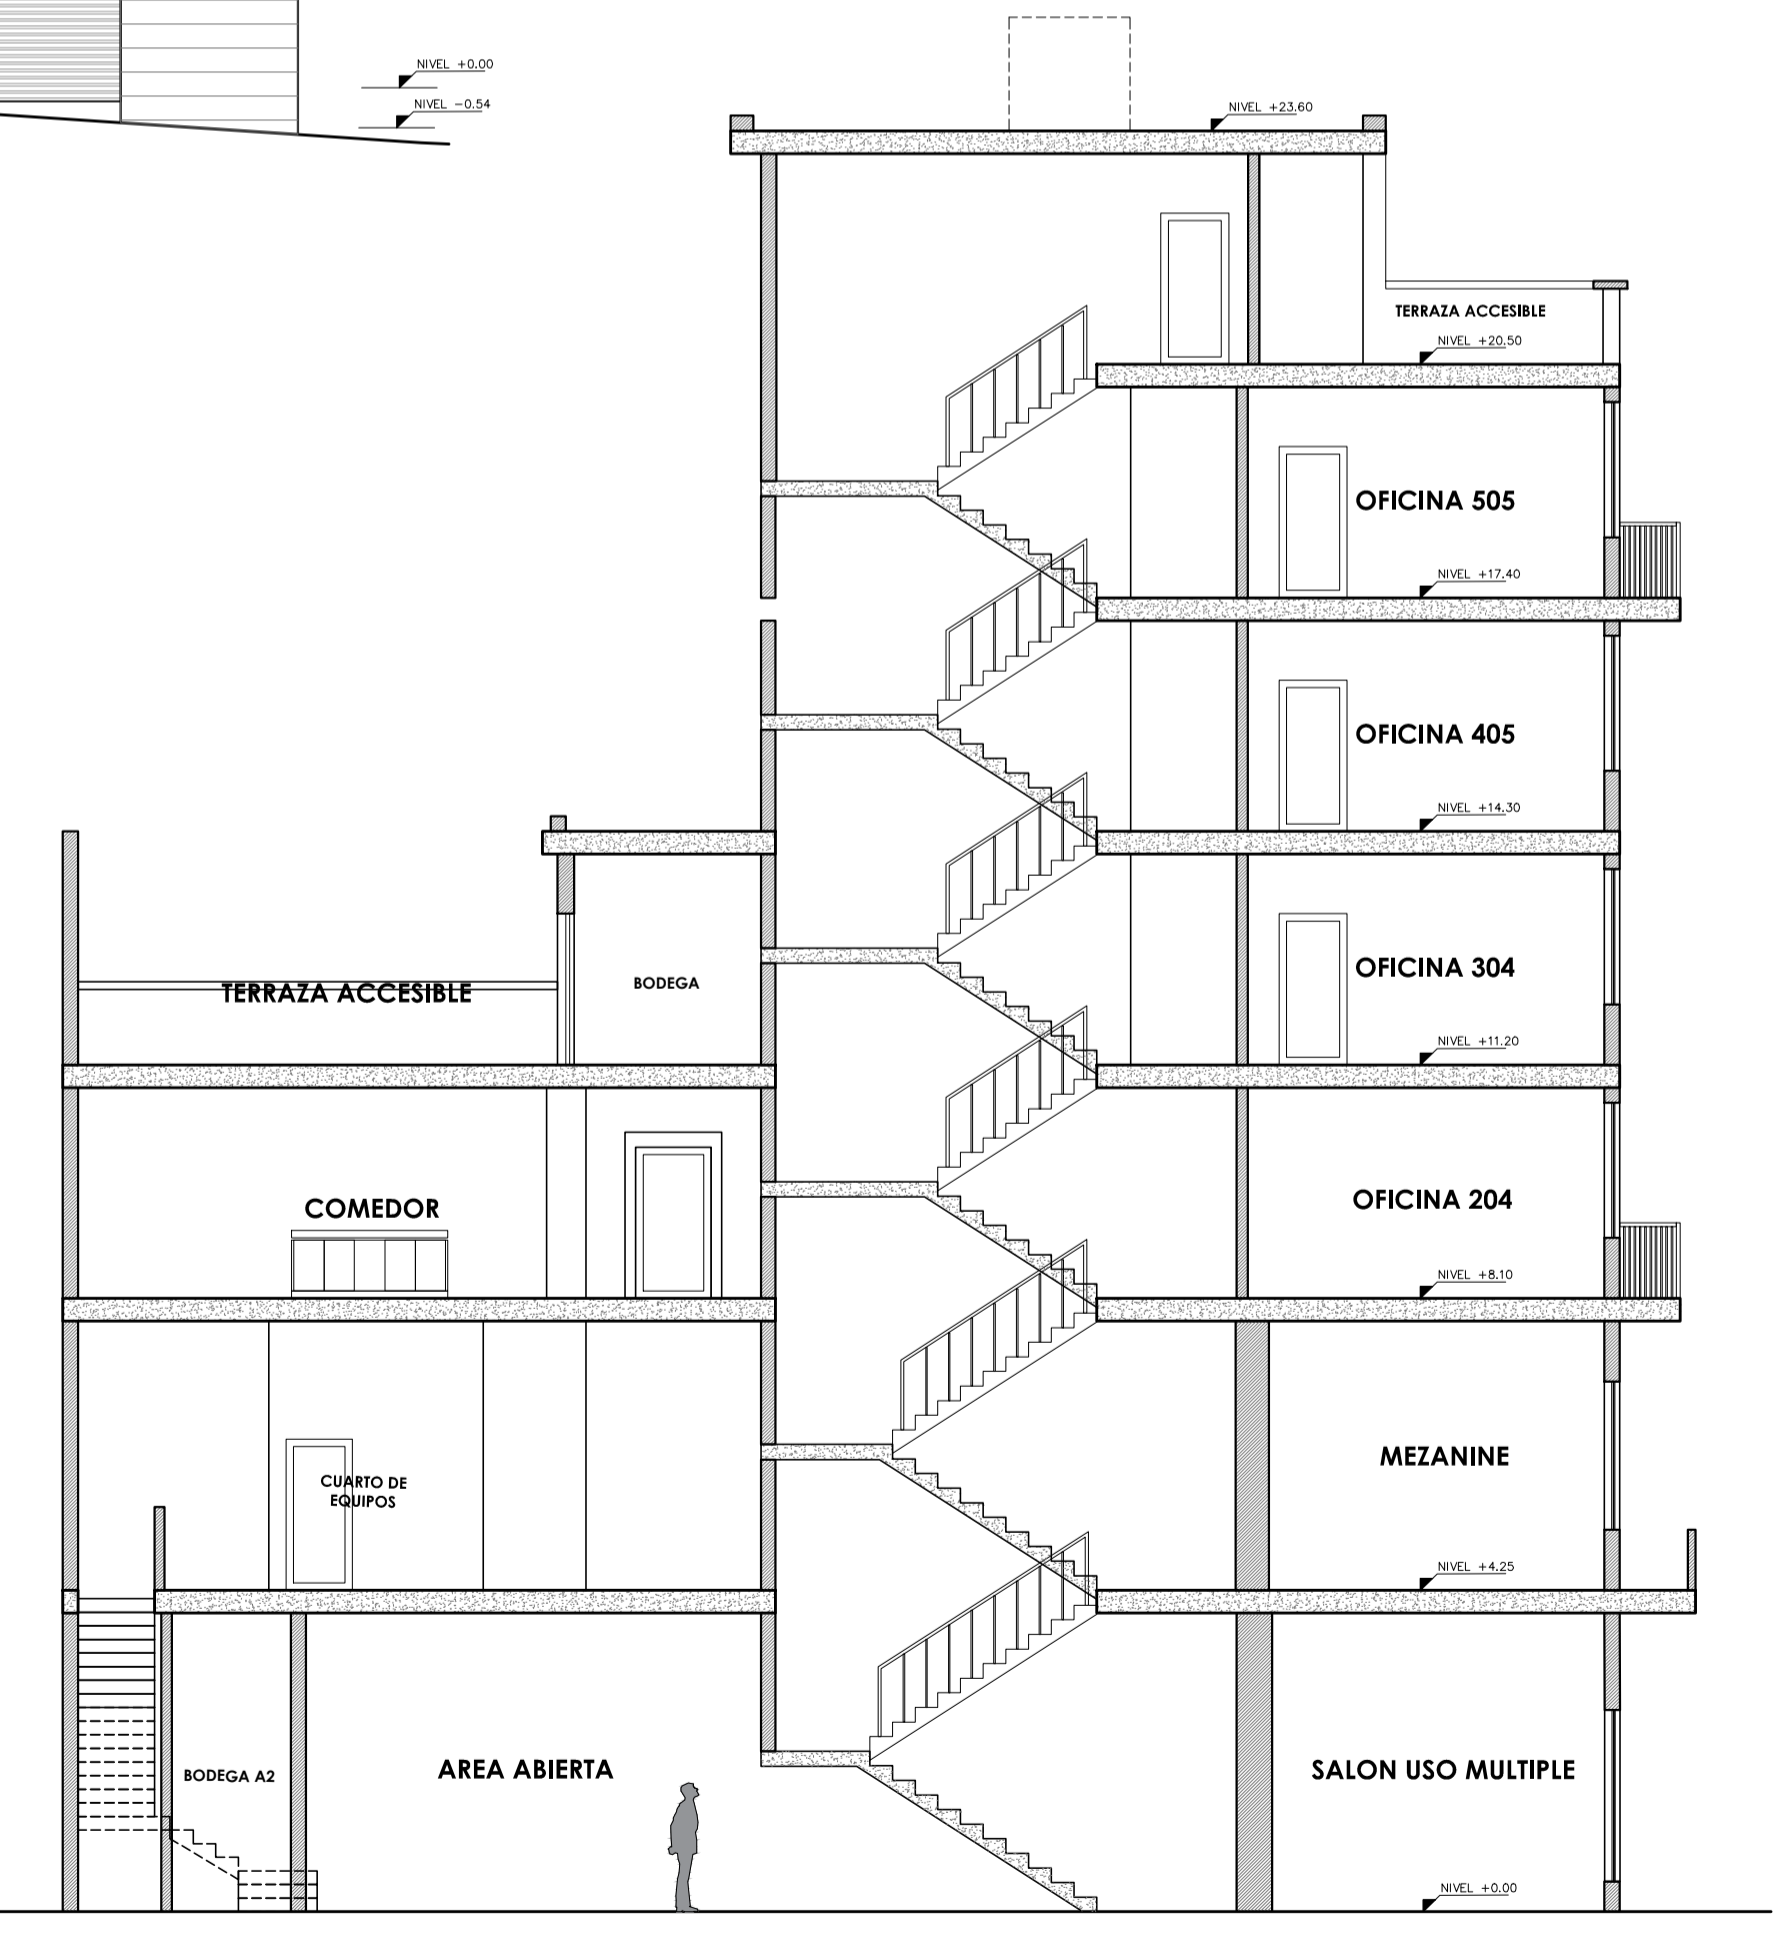 NIVEL +0.00
NIVEL −0.54
NIVEL +23.60
TERRAZA ACCESIBLE
NIVEL +20.50
OFICINA 505
NIVEL +17.40
OFICINA 405
NIVEL +14.30
OFICINA 304
TERRAZA ACCESIBLE
BODEGA
NIVEL +11.20
OFICINA 204
COMEDOR
NIVEL +8.10
MEZANINE
CUARTO DE
EQUIPOS
NIVEL +4.25
BODEGA A2
AREA ABIERTA
SALON USO MULTIPLE
NIVEL +0.00